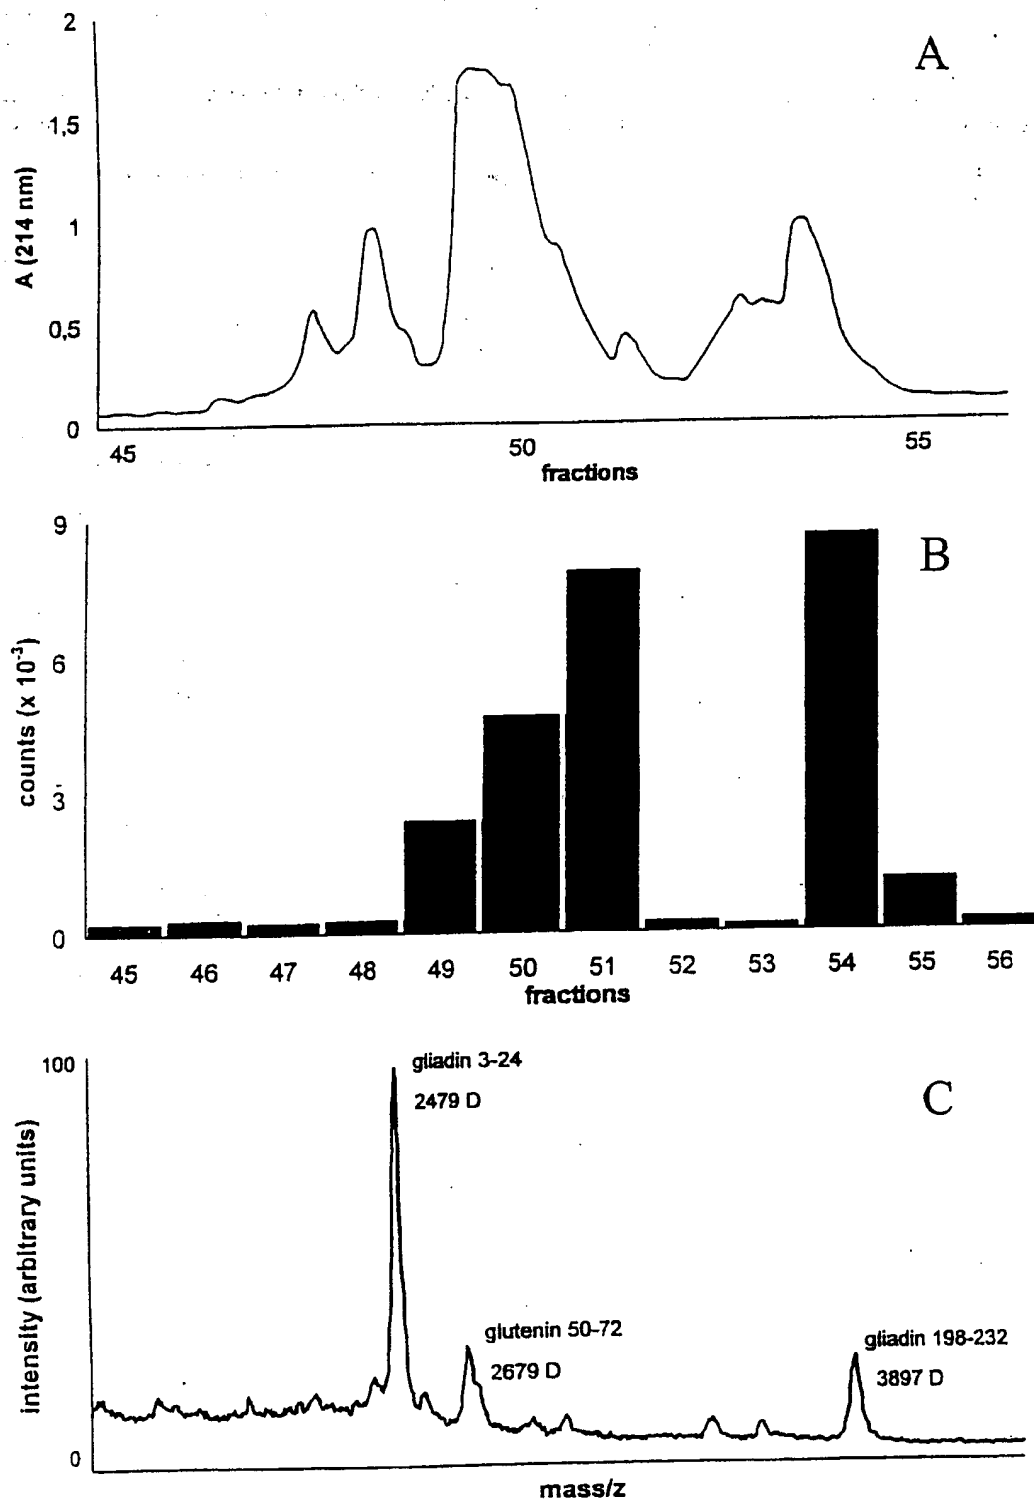 A
2
1,5
1
0,5
0
A (214 nm)
45 50 55
fractions
B
9
6
3
0
counts (x 10⁻³)
45 46 47 48 49 50 51 52 53 54 55 56
fractions
C
100
0
intensity (arbitrary units)
gliadin 3-24
2479 D
glutenin 50-72
2679 D
gliadin 198-232
3897 D
mass/z